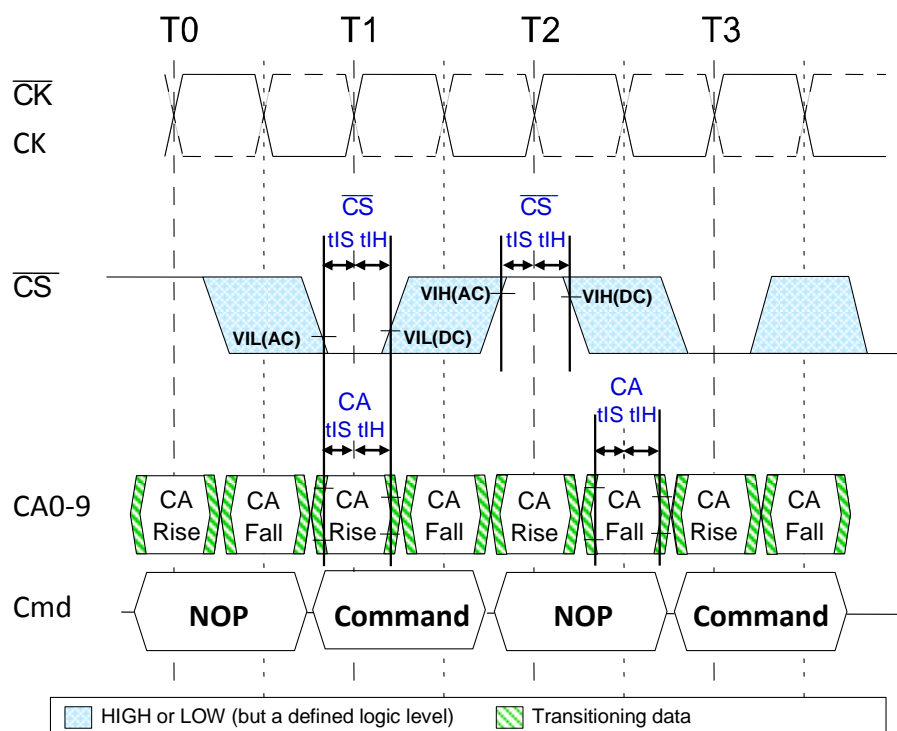 T0 T1 T2 T3
CK
CK
CS CS
tIS tIH tIS tIH
CS
VIH(AC) VIH(DC)
VIL(AC) VIL(DC)
CA CA
tIS tIH tIS tIH
CA0-9
CA Rise CA Fall CA Rise CA Fall CA Rise CA Fall CA Rise CA Fall
Cmd NOP Command NOP Command
HIGH or LOW (but a defined logic level) Transitioning data